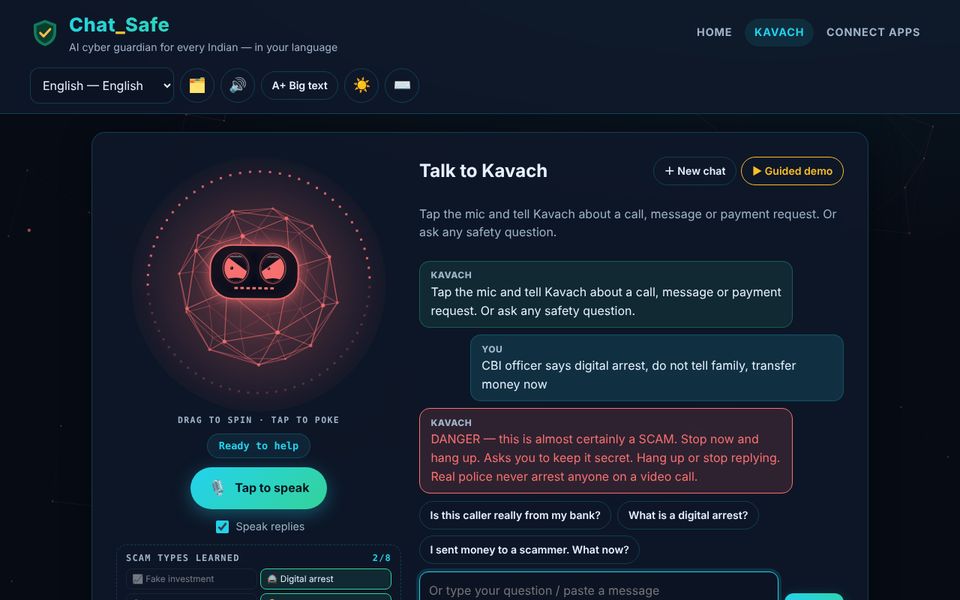 Chat_Safe
AI cyber guardian for every Indian — in your language
HOME
KAVACH
CONNECT APPS
English — English
A+ Big text
Talk to Kavach
+ New chat
▶ Guided demo
Tap the mic and tell Kavach about a call, message or payment request. Or
ask any safety question.
KAVACH
Tap the mic and tell Kavach about a call, message or payment
request. Or ask any safety question.
YOU
CBI officer says digital arrest, do not tell family, transfer
money now
KAVACH
DANGER — this is almost certainly a SCAM. Stop now and
hang up. Asks you to keep it secret. Hang up or stop replying.
Real police never arrest anyone on a video call.
Is this caller really from my bank?
What is a digital arrest?
I sent money to a scammer. What now?
Or type your question / paste a message
DRAG TO SPIN · TAP TO POKE
Ready to help
Tap to speak
Speak replies
SCAM TYPES LEARNED
2/8
Fake investment
Digital arrest